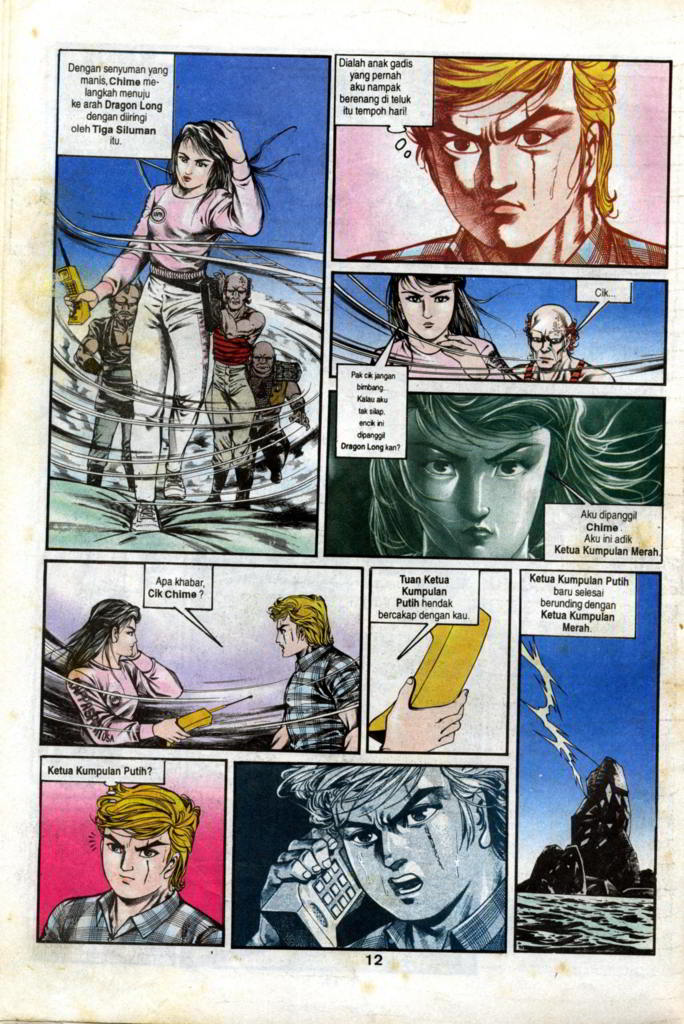 Dengan senyuman yang
manis, Chime me-
langkah menuju
ke arah Dragon Long
dengan diiringi
oleh Tiga Siluman
itu.
Dialah anak gadis
yang pernah
aku nampak
berenang di teluk
itu tempoh hari!
Cik...
Pak cik jangan
bimbang...
Kalau aku
tak silap,
encik ini
dipanggil
Dragon Long kan?
Aku dipanggil
Chime.
Aku ini adik
Ketua Kumpulan Merah.
Apa khabar,
Cik Chime ?
Tuan Ketua
Kumpulan
Putih hendak
bercakap dengan kau.
Ketua Kumpulan Putih
baru selesai
berunding dengan
Ketua Kumpulan
Merah.
Ketua Kumpulan Putih?
12